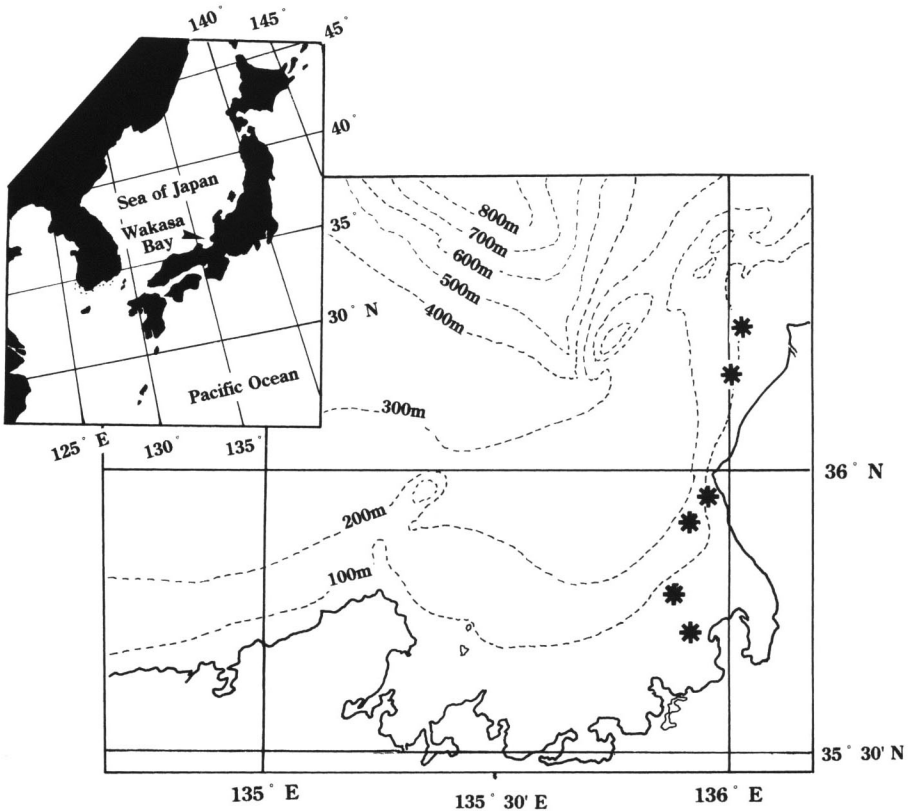 140°
145°
45°
40°
Sea of Japan
Wakasa
Bay
35°
30° N
Pacific Ocean
125° E
130°
135°
800m
700m
600m
500m
400m
300m
200m
100m
36° N
35° 30' N
135° E
135° 30' E
136° E